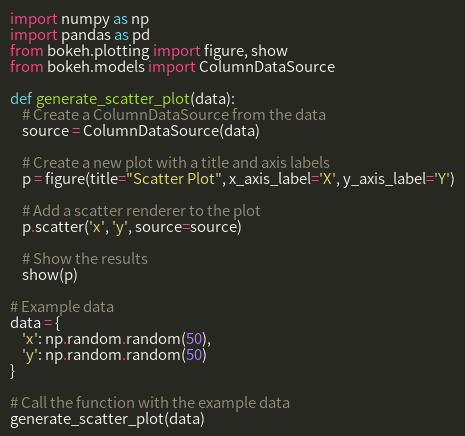 import numpy as np
import pandas as pd
from bokeh.plotting import figure, show
from bokeh.models import ColumnDataSource

def generate_scatter_plot(data):
    # Create a ColumnDataSource from the data
    source = ColumnDataSource(data)

    # Create a new plot with a title and axis labels
    p = figure(title="Scatter Plot", x_axis_label='X', y_axis_label='Y')

    # Add a scatter renderer to the plot
    p.scatter('x', 'y', source=source)

    # Show the results
    show(p)

# Example data
data = {
    'x': np.random.random(50),
    'y': np.random.random(50)
}

# Call the function with the example data
generate_scatter_plot(data)